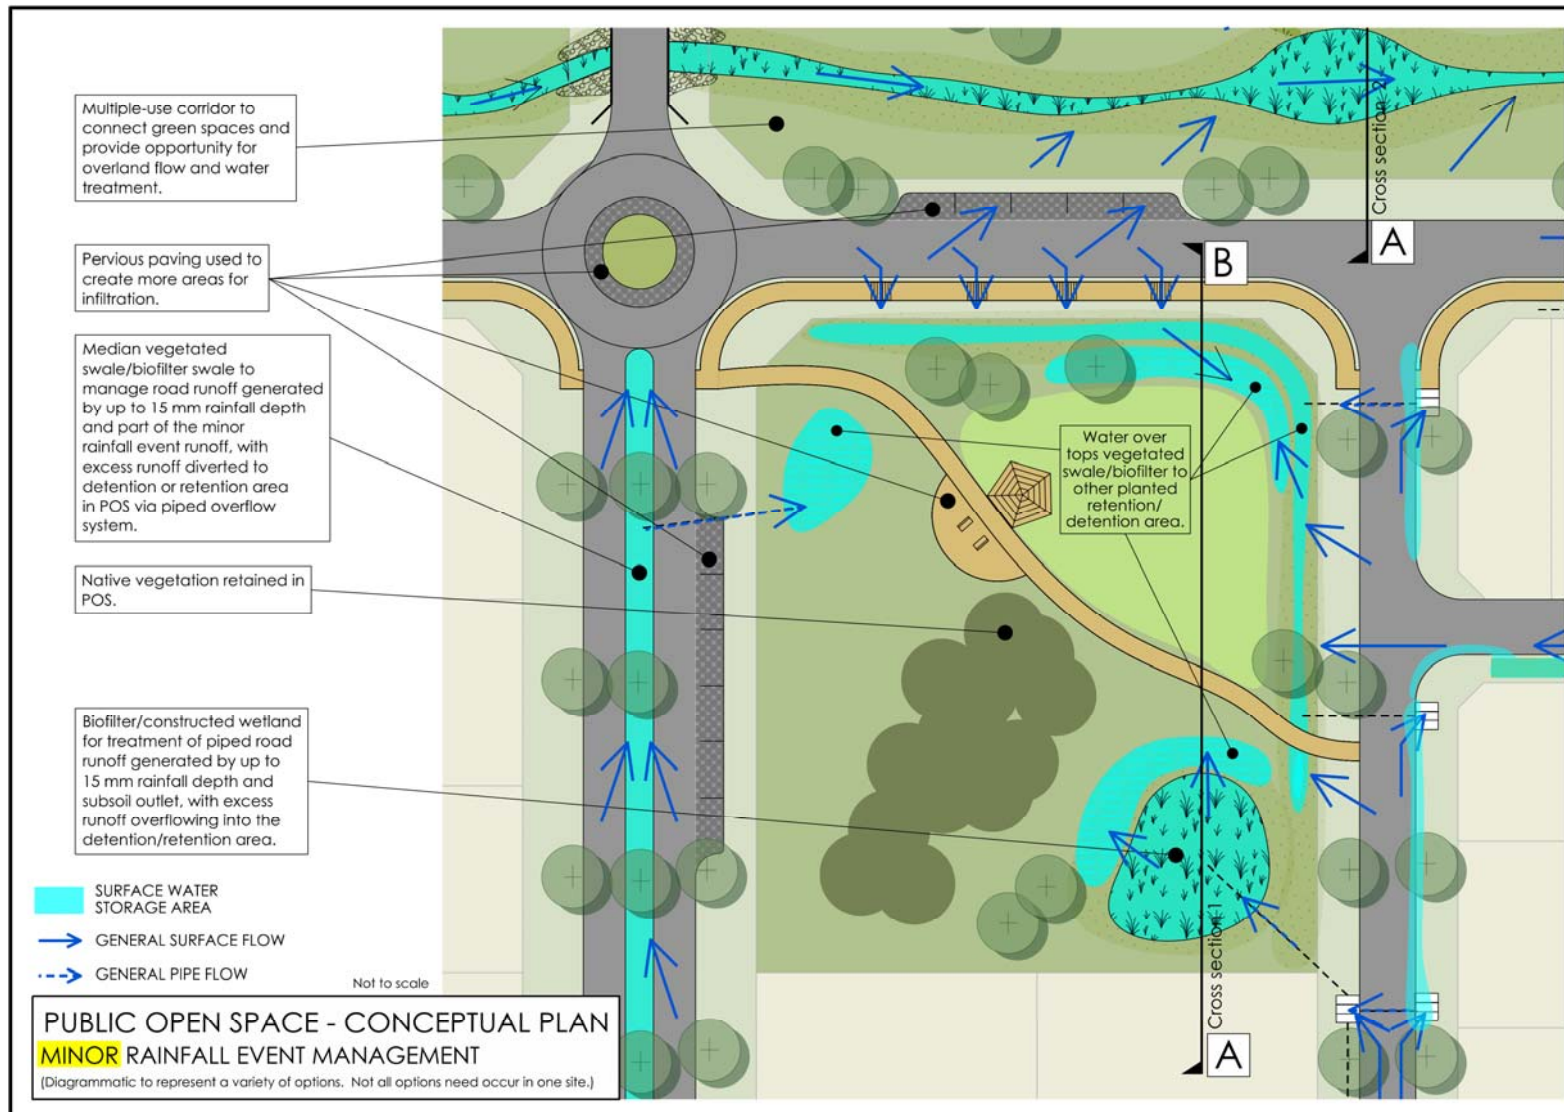 Multiple-use corridor to
connect green spaces and
provide opportunity for
overland flow and water
treatment.
Pervious paving used to
create more areas for
infiltration.
Median vegetated
swale/biofilter swale to
manage road runoff generated
by up to 15 mm rainfall depth
and part of the minor
rainfall event runoff, with
excess runoff diverted to
detention or retention area
in POS via piped overflow
system.
Native vegetation retained in
POS.
Biofilter/constructed wetland
for treatment of piped road
runoff generated by up to
15 mm rainfall depth and
subsoil outlet, with excess
runoff overflowing into the
detention/retention area.
Water over
tops vegetated
swale/biofilter to
other planted
retention/
detention area.
Cross section 2
A
B
Cross section 1
A
SURFACE WATER
STORAGE AREA
GENERAL SURFACE FLOW
GENERAL PIPE FLOW
Not to scale
PUBLIC OPEN SPACE - CONCEPTUAL PLAN
MINOR RAINFALL EVENT MANAGEMENT
(Diagrammatic to represent a variety of options. Not all options need occur in one site.)